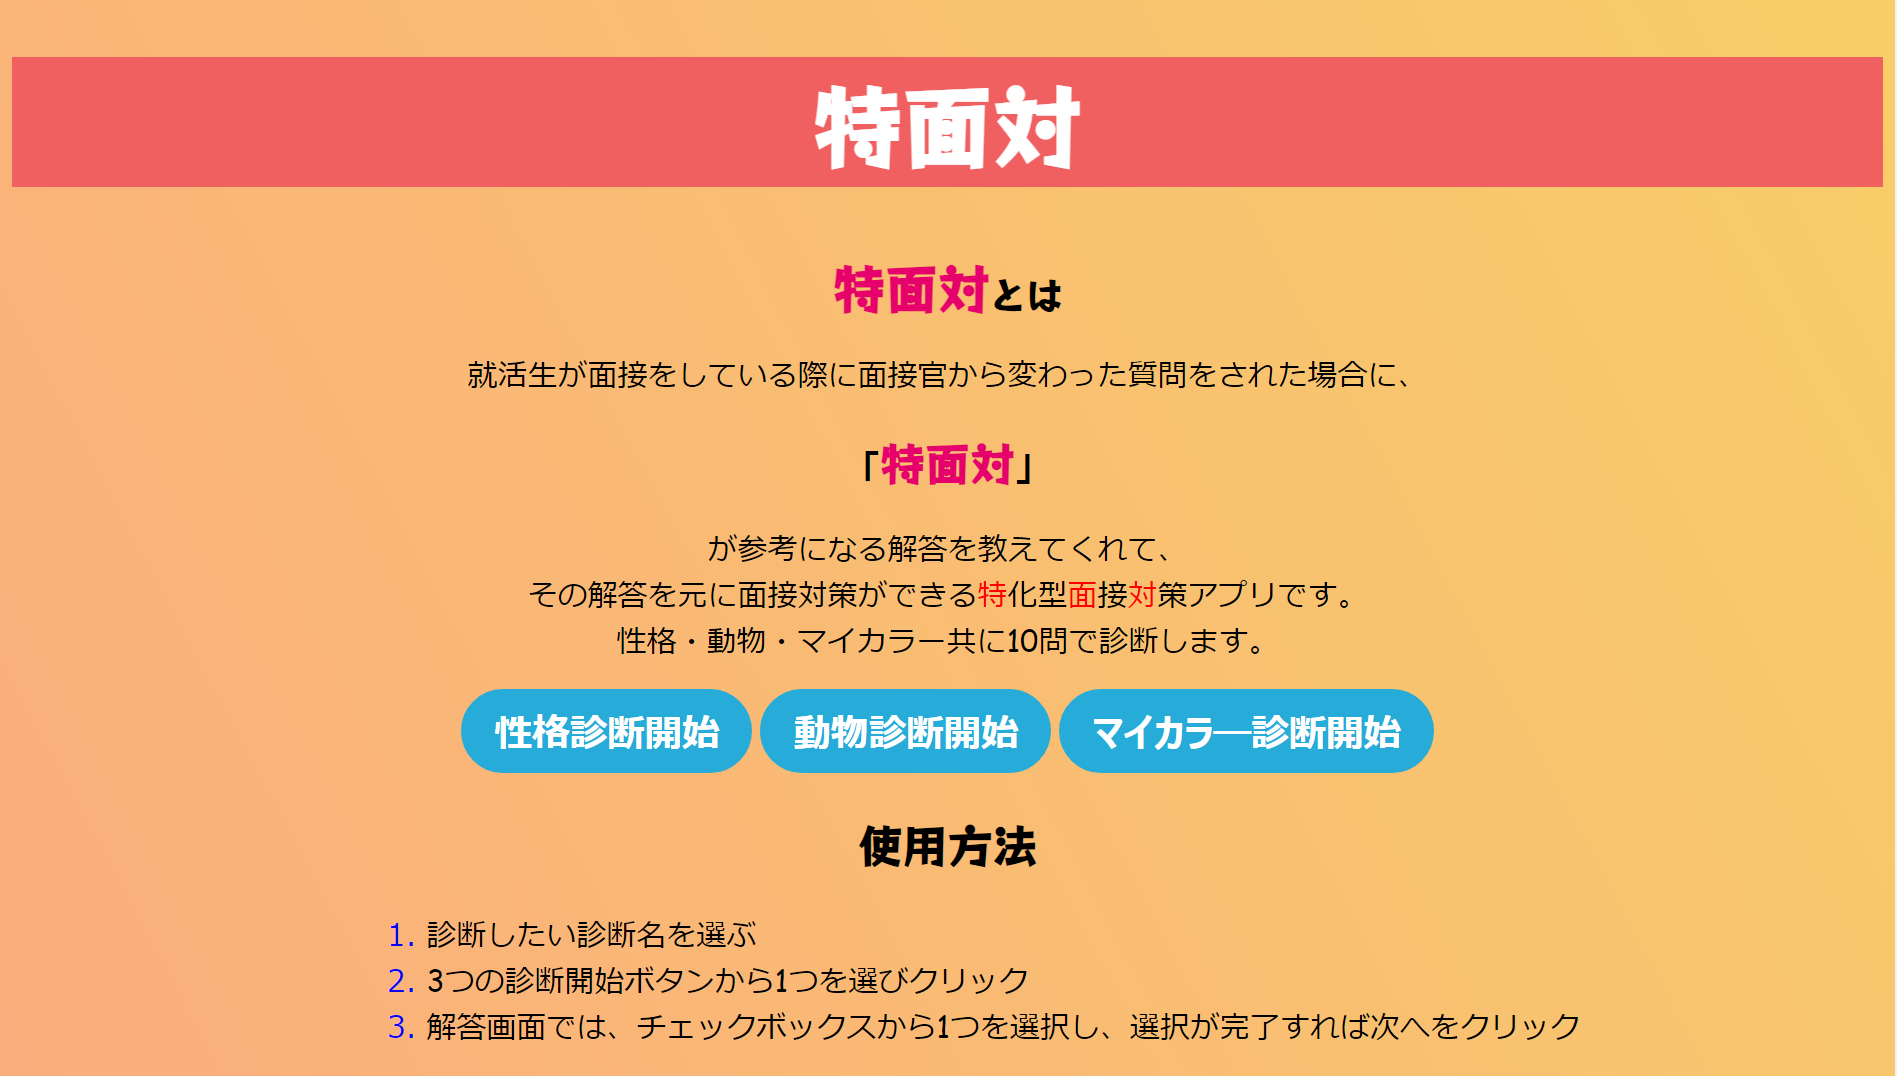 特面対
特面対とは
就活生が面接をしている際に面接官から変わった質問をされた場合に、
「特面対」
が参考になる解答を教えてくれて、
その解答を元に面接対策ができる特化型面接対策アプリです。
性格・動物・マイカラー共に10問で診断します。
性格診断開始 動物診断開始 マイカラ―診断開始
使用方法
1. 診断したい診断名を選ぶ
2. 3つの診断開始ボタンから1つを選びクリック
3. 解答画面では、チェックボックスから1つを選択し、選択が完了すれば次へをクリック